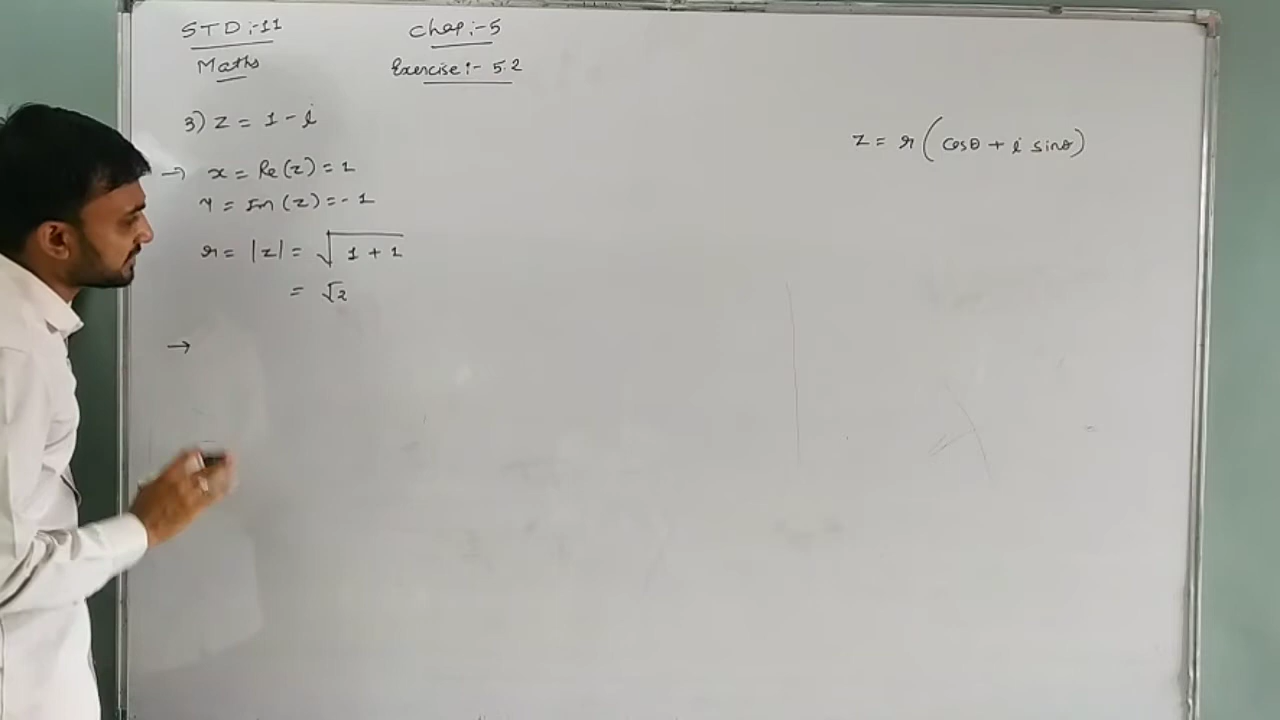 STD:-11
Chap:-5
Maths
Exercise:- 5.2
3) z = 1 - i
z = r(cosθ + i sinθ)
→ x = Re(z) = 1
y = Im(z) = -1
r = |z| = √1 + 1
= √2
→